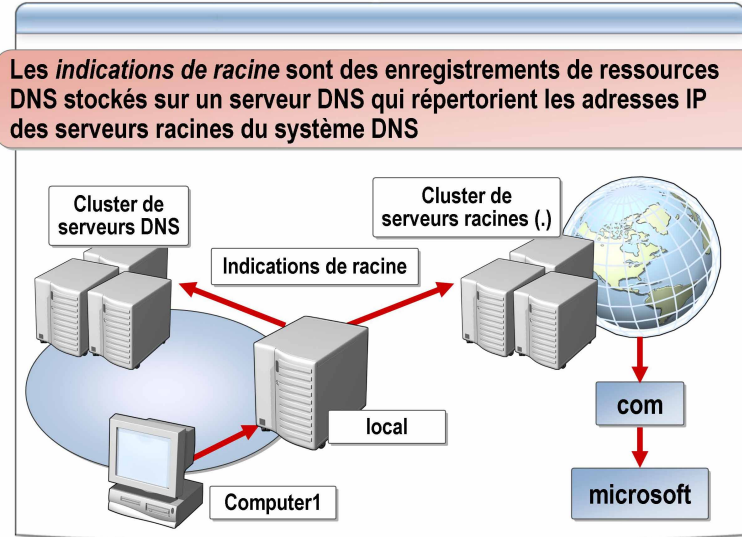 Les indications de racine sont des enregistrements de ressources
DNS stockés sur un serveur DNS qui répertorient les adresses IP
des serveurs racines du système DNS
Cluster de
serveurs DNS
Cluster de
serveurs racines (.)
Indications de racine
com
local
microsoft
Computer1